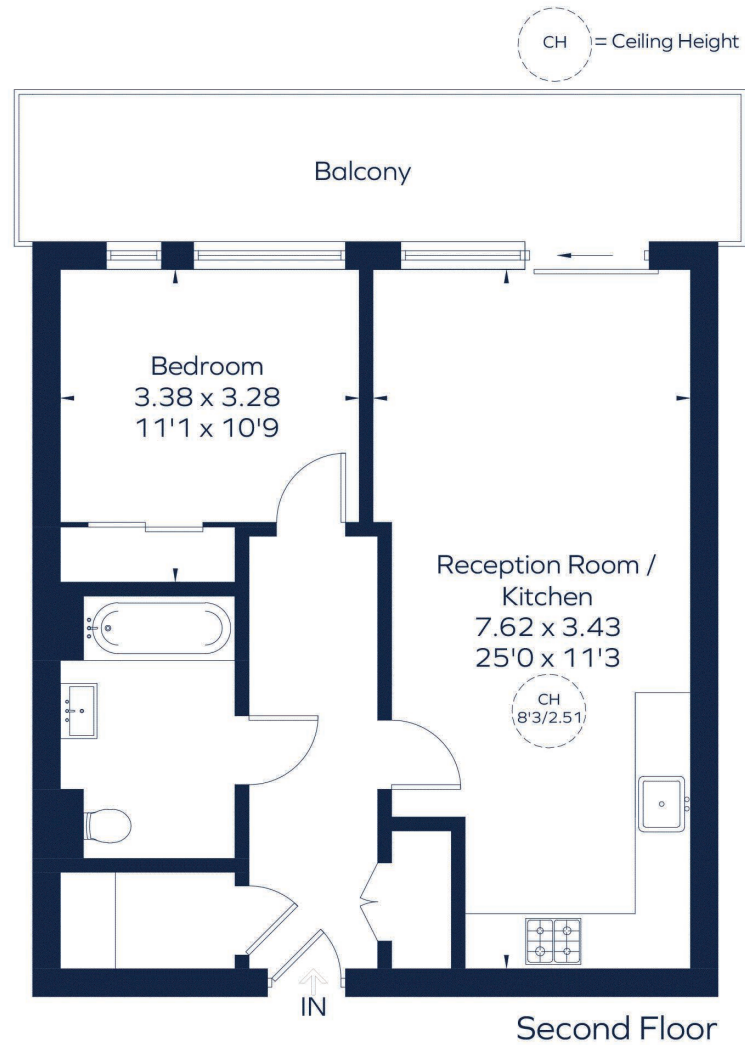 CH = Ceiling Height
Balcony
Bedroom
3.38 x 3.28
11'1 x 10'9
Reception Room /
Kitchen
7.62 x 3.43
25'0 x 11'3
CH
8'3/2.51
IN
Second Floor